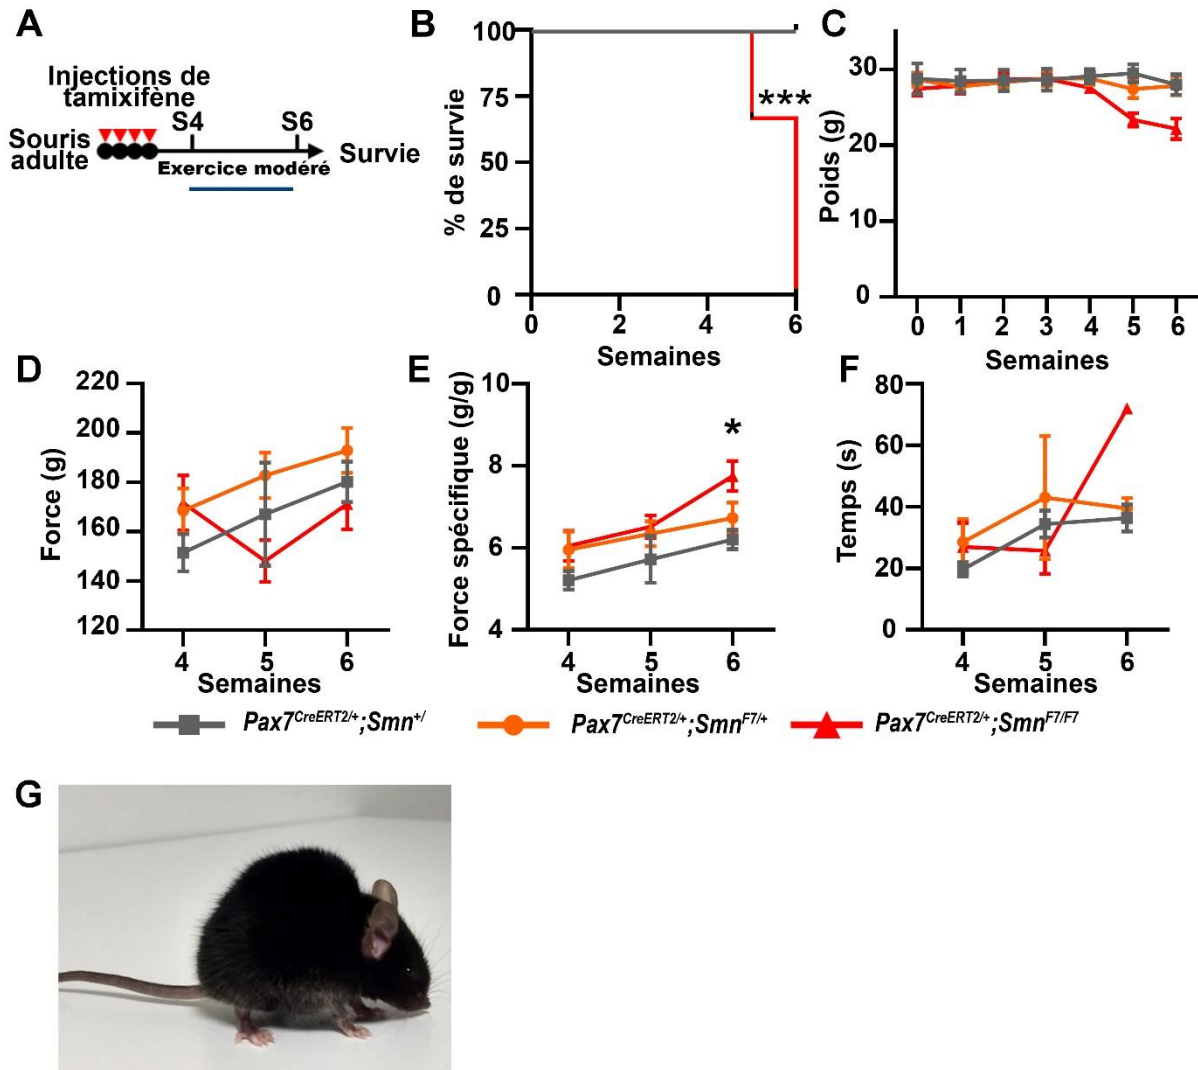 A
Injections de
tamixifène
S4
S6
Souris
adulte
Exercice modéré
Survie
B
% de survie
100
75
50
25
0
***
0 2 4 6
Semaines
C
Poids (g)
30
20
10
0
0 1 2 3 4 5 6
Semaines
D
Force (g)
220
200
180
160
140
120
4 5 6
Semaines
E
Force spécifique (g/g)
10
8
6
4
*
4 5 6
Semaines
F
Temps (s)
80
60
40
20
0
4 5 6
Semaines
Pax7CreERT2/+;Smn+/
Pax7CreERT2/+;SmnF7/+
Pax7CreERT2/+;SmnF7/F7
G